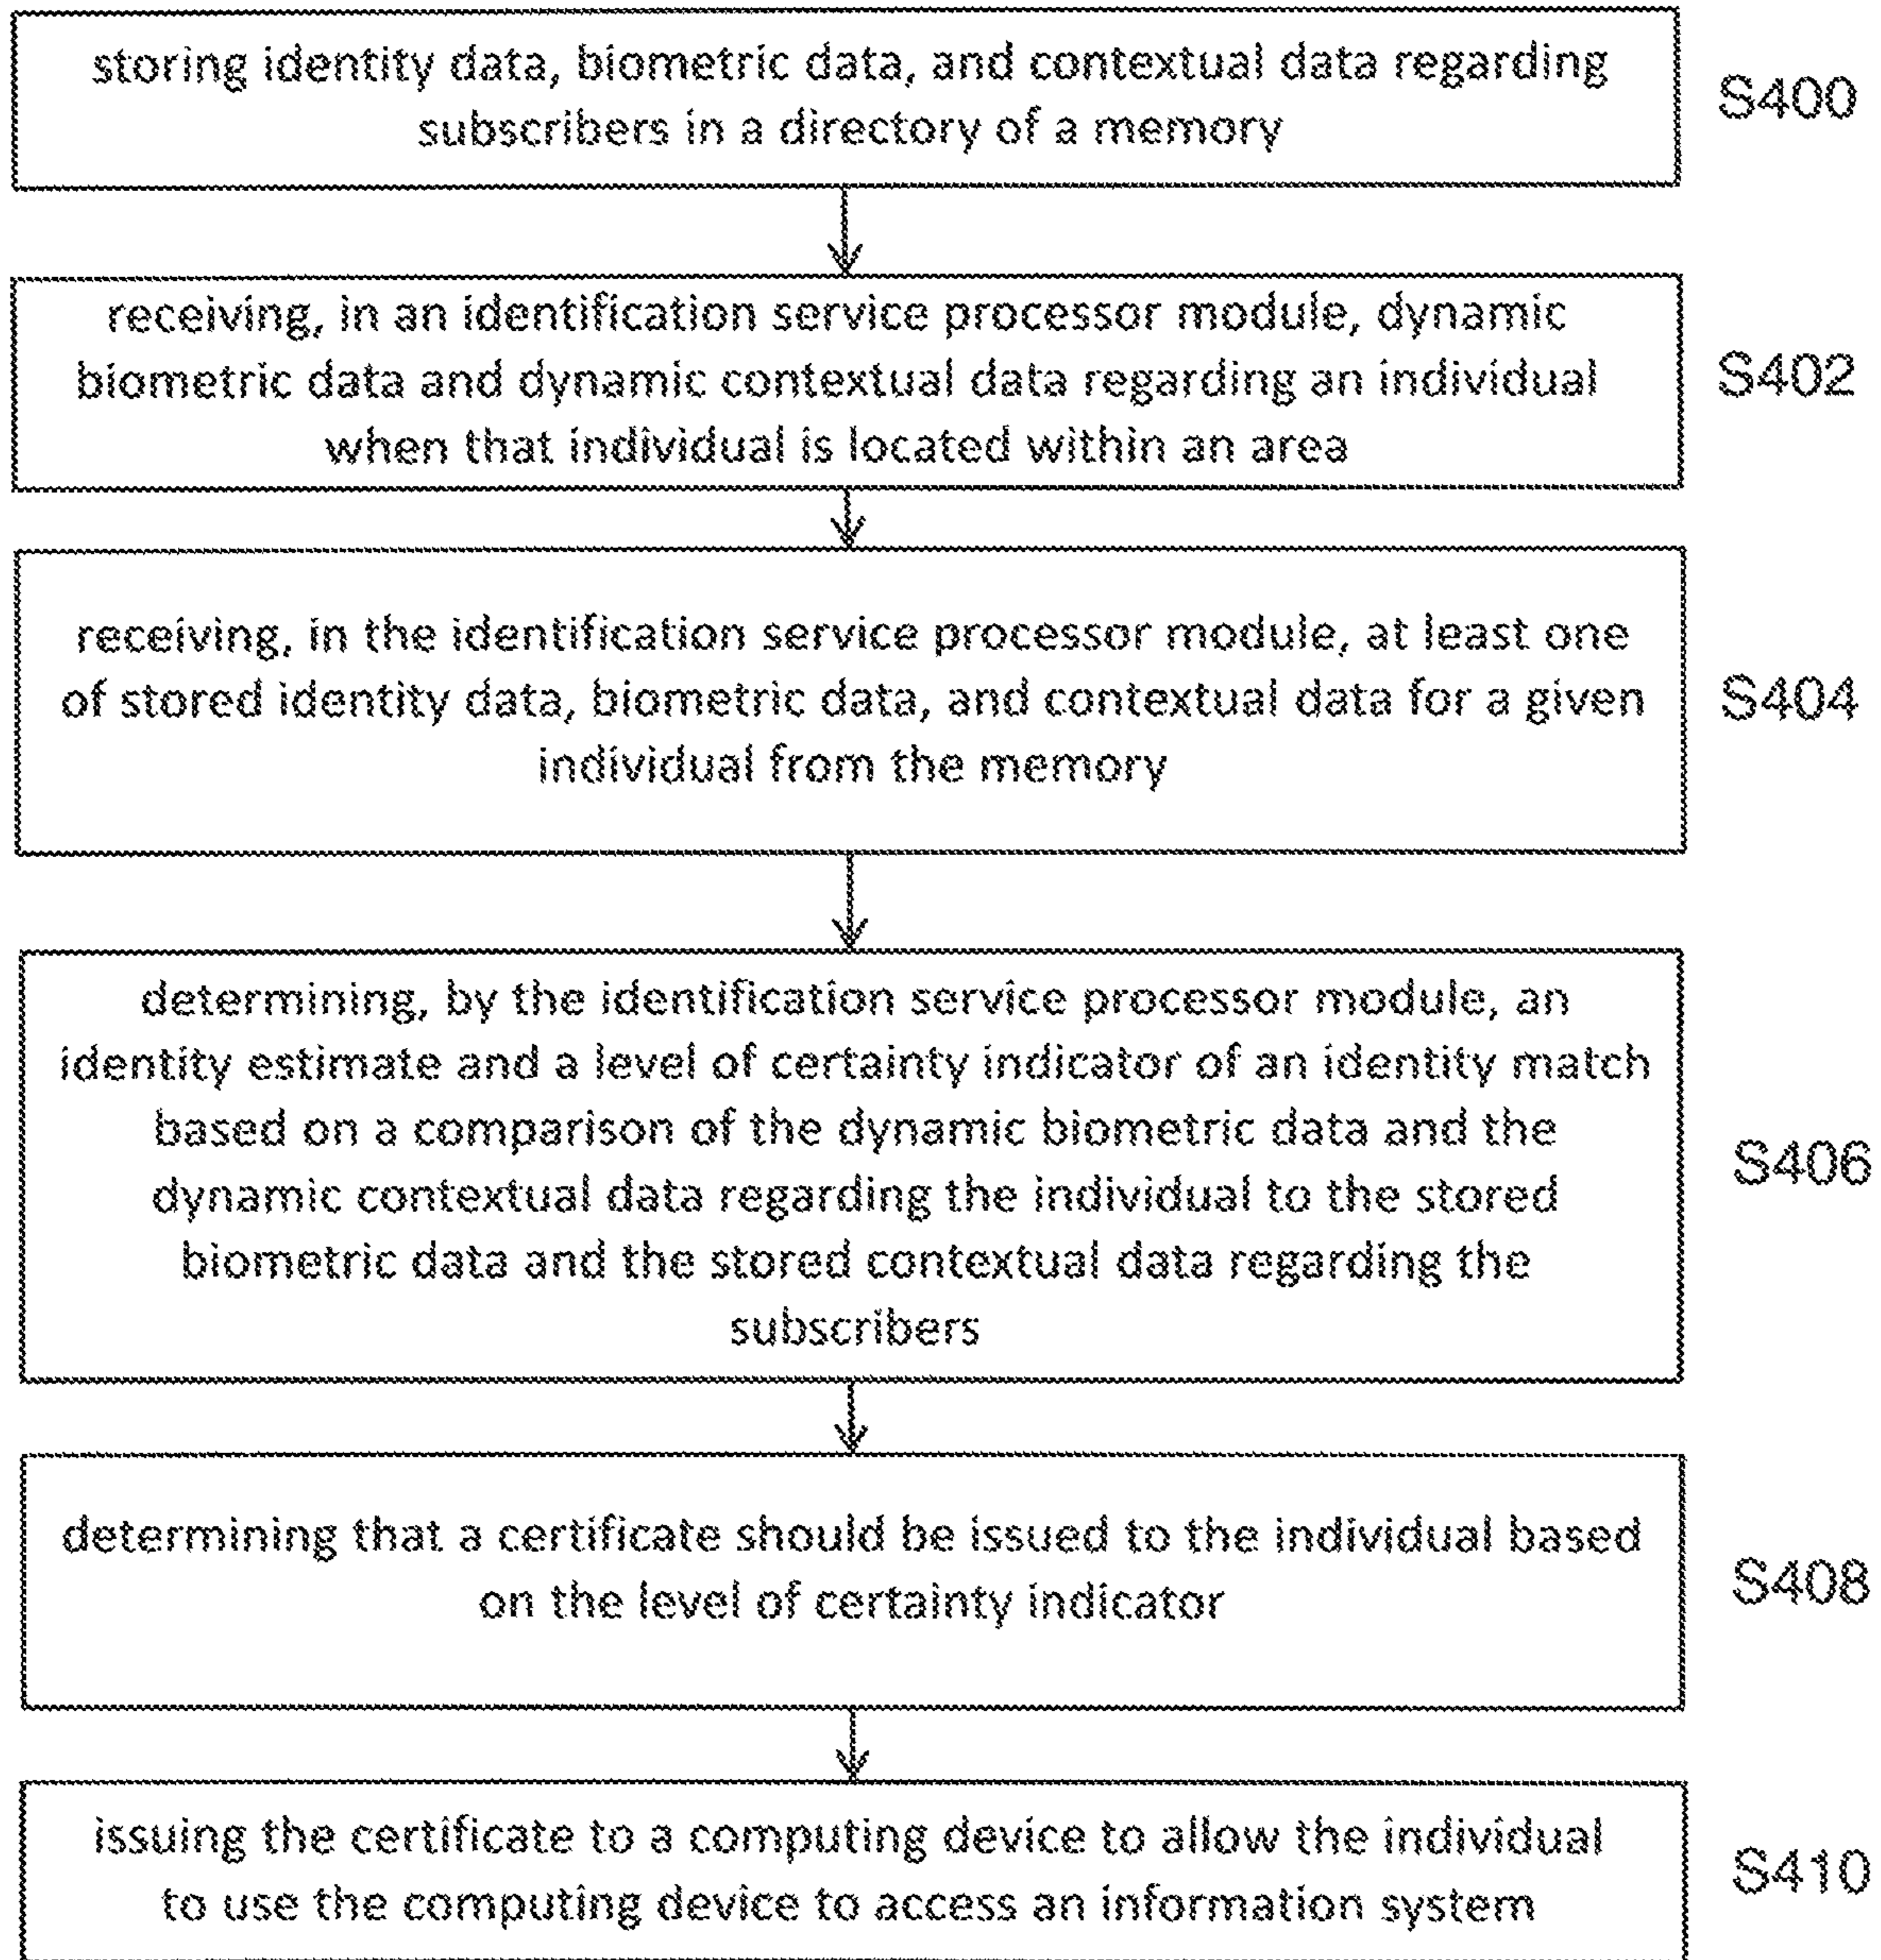 storing identity data, biometric data, and contextual data regarding
subscribers in a directory of a memory
S400
receiving, in an identification service processor module, dynamic
biometric data and dynamic contextual data regarding an individual
when that individual is located within an area
S402
receiving, in the identification service processor module, at least one
of stored identity data, biometric data, and contextual data for a given
individual from the memory
S404
determining, by the identification service processor module, an
identity estimate and a level of certainty indicator of an identity match
based on a comparison of the dynamic biometric data and the
dynamic contextual data regarding the individual to the stored
biometric data and the stored contextual data regarding the
subscribers
S406
determining that a certificate should be issued to the individual based
on the level of certainty indicator
S408
issuing the certificate to a computing device to allow the individual
to use the computing device to access an information system
S410